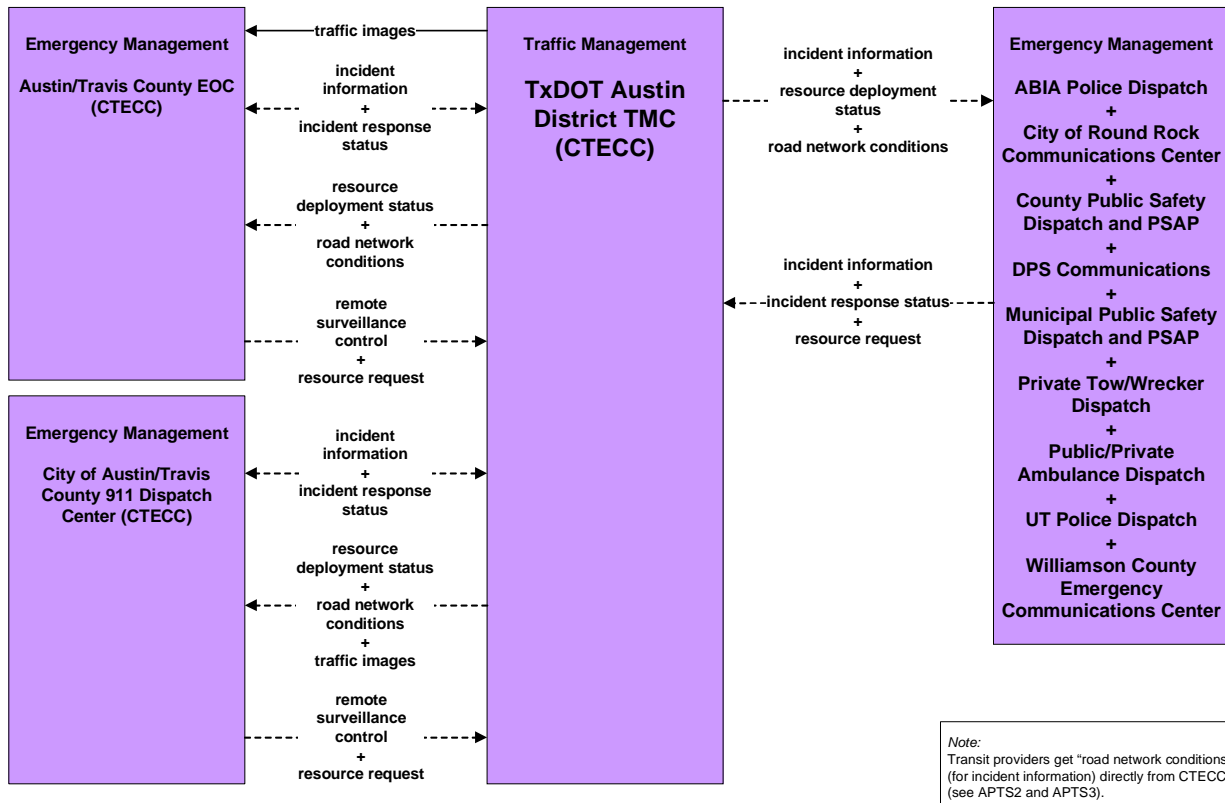 Emergency Management
Austin/Travis County EOC
(CTECC)
traffic images
incident
information
+
incident response
status
resource
deployment status
+
road network
conditions
remote
surveillance
control
+
resource request
Emergency Management
City of Austin/Travis
County 911 Dispatch
Center (CTECC)
incident
information
+
incident response
status
resource
deployment status
+
road network
conditions
+
traffic images
remote
surveillance
control
+
resource request
Traffic Management
TxDOT Austin
District TMC
(CTECC)
incident information
+
resource deployment
status
+
road network conditions
incident information
+
incident response status
+
resource request
Emergency Management
ABIA Police Dispatch
+
City of Round Rock
Communications Center
+
County Public Safety
Dispatch and PSAP
+
DPS Communications
+
Municipal Public Safety
Dispatch and PSAP
+
Private Tow/Wrecker
Dispatch
+
Public/Private
Ambulance Dispatch
+
UT Police Dispatch
+
Williamson County
Emergency
Communications Center
Note:
Transit providers get “road network conditions
(for incident information) directly from CTECC
(see APTS2 and APTS3).